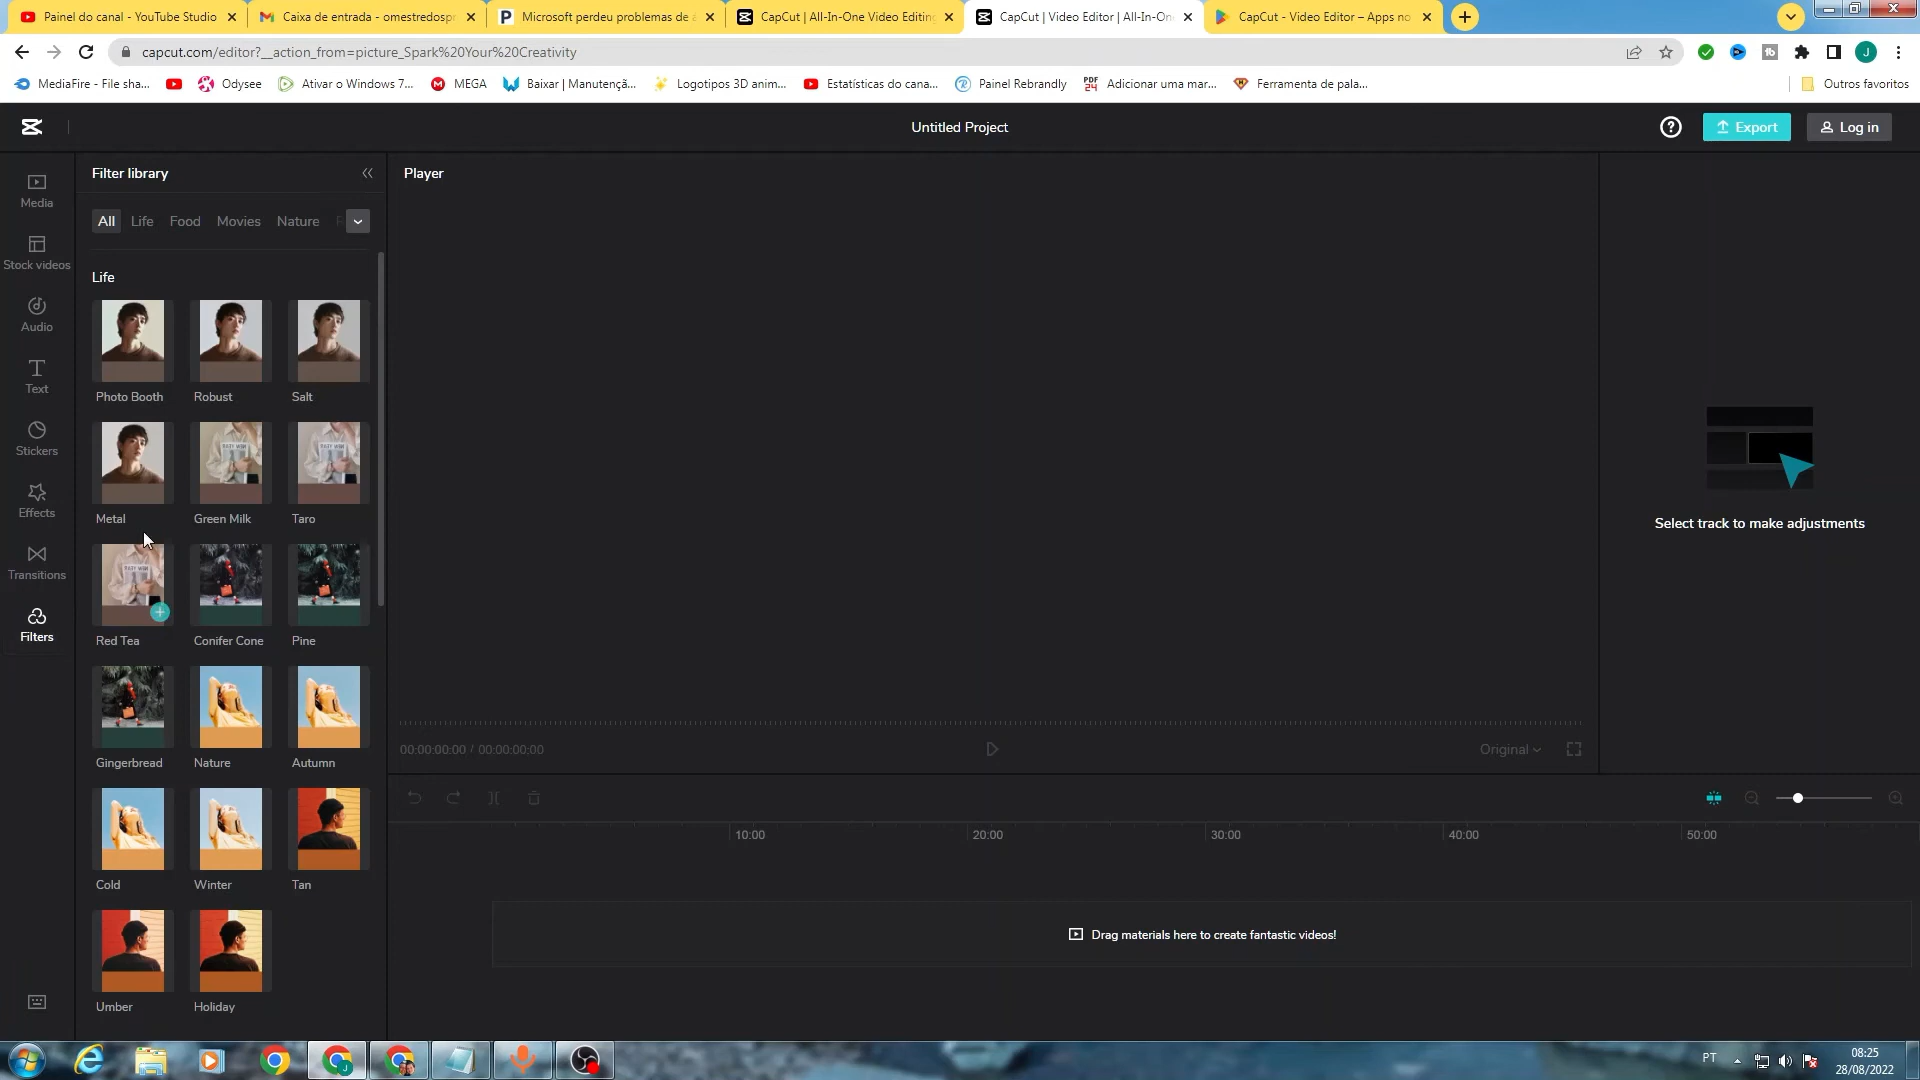 Painel do canal - YouTube Studio
Caixa de entrada - omestredospr
Microsoft perdeu problemas de á
CapCut | All-In-One Video Editing
CapCut | Video Editor | All-In-On
CapCut - Video Editor – Apps no
capcut.com/editor?__action_from=picture_Spark%20Your%20Creativity
MediaFire - File sha...
Odysee
Ativar o Windows 7...
MEGA
Baixar | Manutençã...
Logotipos 3D anim...
Estatísticas do cana...
Painel Rebrandly
Adicionar uma mar...
Ferramenta de pala...
Outros favoritos
Untitled Project
Export
Log in
Media
Stock videos
Audio
Text
Stickers
Effects
Transitions
Filters
Filter library
All Life Food Movies Nature
Life
Photo Booth Robust Salt
Metal Green Milk Taro
Red Tea Conifer Cone Pine
Gingerbread Nature Autumn
Cold Winter Tan
Umber Holiday
Player
00:00:00:00 / 00:00:00:00
Original
Select track to make adjustments
10:00 20:00 30:00 40:00 50:00
Drag materials here to create fantastic videos!
PT
08:25
28/08/2022